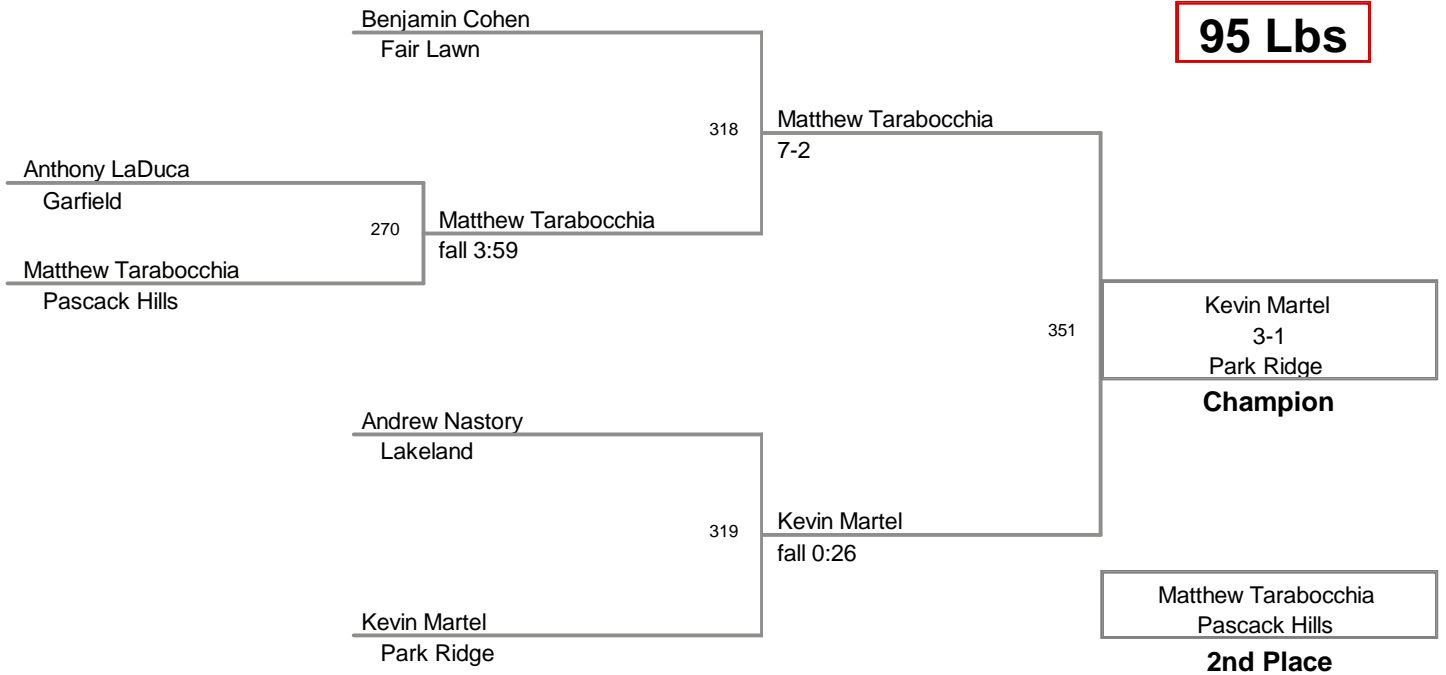 Benjamin Cohen
Fair Lawn
95 Lbs
318
Matthew Tarabocchia
7-2
Anthony LaDuca
Garfield
270
Matthew Tarabocchia
fall 3:59
Matthew Tarabocchia
Pascack Hills
351
Kevin Martel
3-1
Park Ridge
Champion
Andrew Nastory
Lakeland
319
Kevin Martel
fall 0:26
Kevin Martel
Park Ridge
Matthew Tarabocchia
Pascack Hills
2nd Place